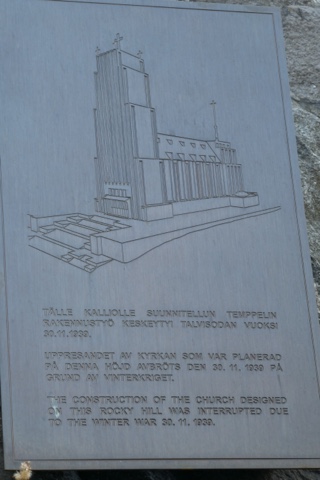 TÄLLE KALLIOLLE SUUNNITELLUN TEMPPELIN
RAKENNUSTYÖ KESKEYTYI TALVISODAN VUOKSI
30.11.1939.
UPPRESANDET AV KYRKAN SOM VAR PLANERAD
PÅ DENNA HÖJD AVBRÖTS DEN 30. 11. 1939 PÅ
GRUND AV VINTERKRIGET.
THE CONSTRUCTION OF THE CHURCH DESIGNED
ON THIS ROCKY HILL WAS INTERRUPTED DUE
TO THE WINTER WAR 30. 11. 1939.